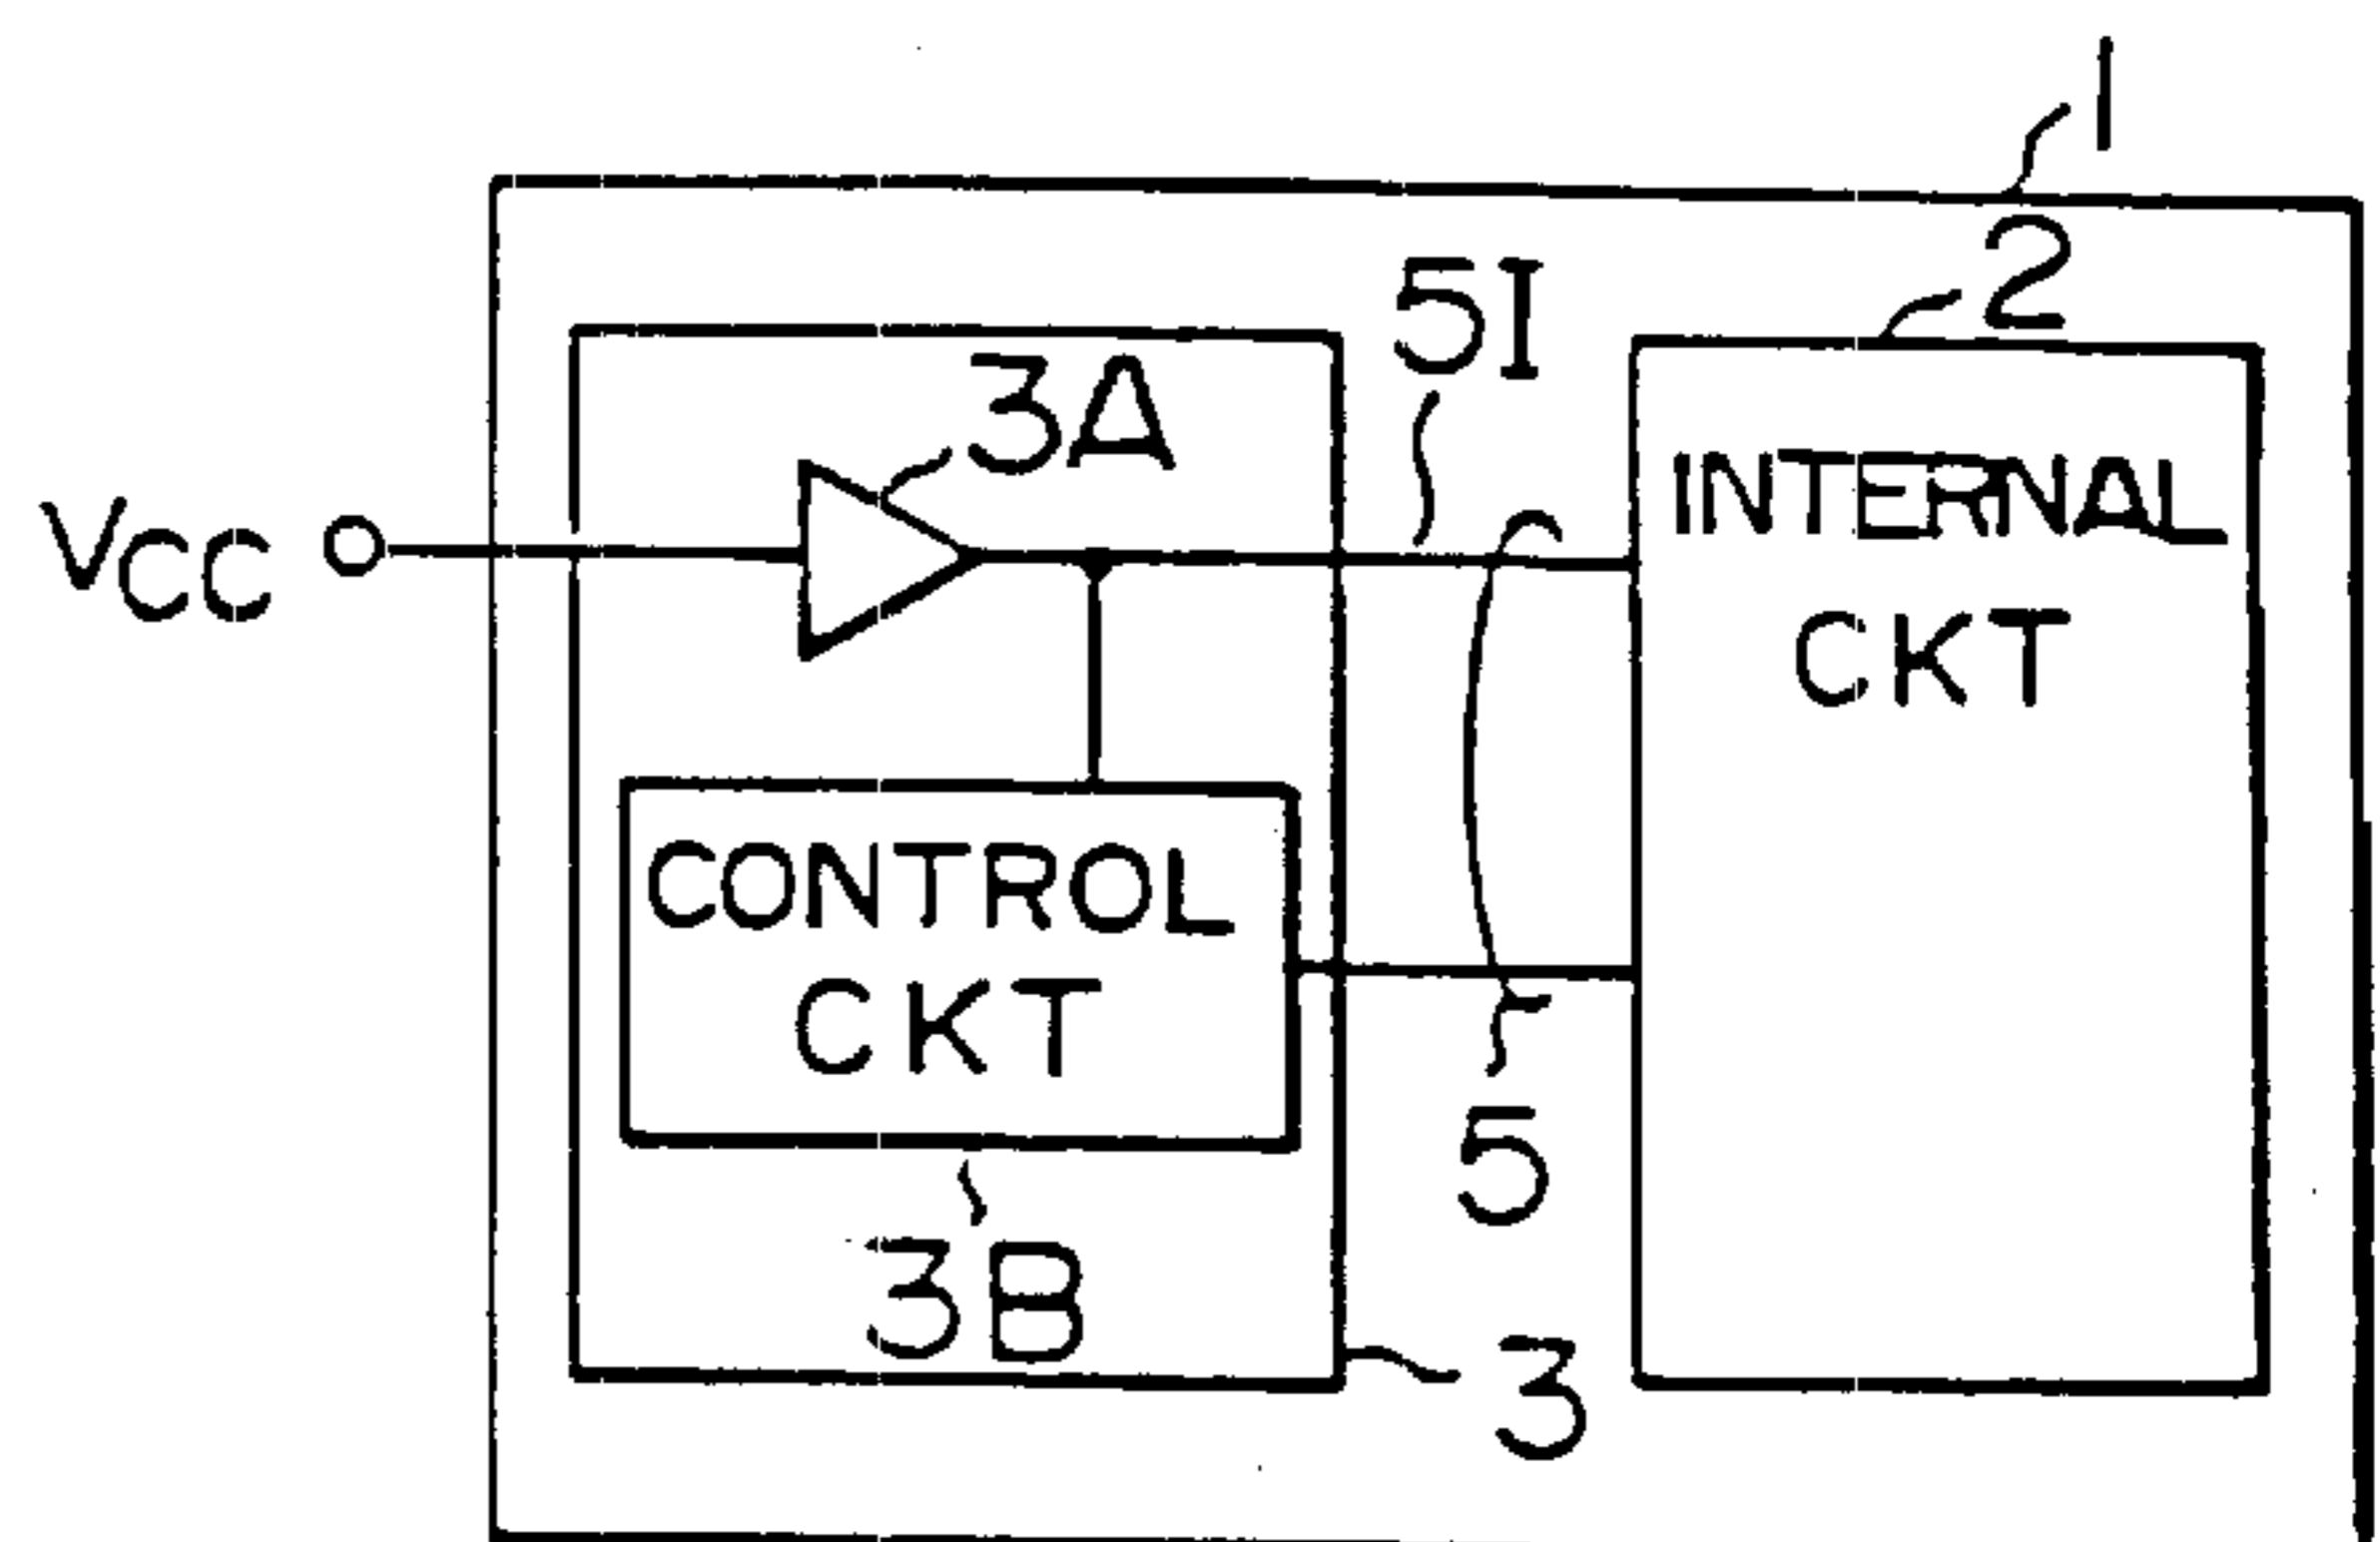 1
2
5I
3A
VCC
INTERNAL
CKT
CONTROL
CKT
5
3B
3